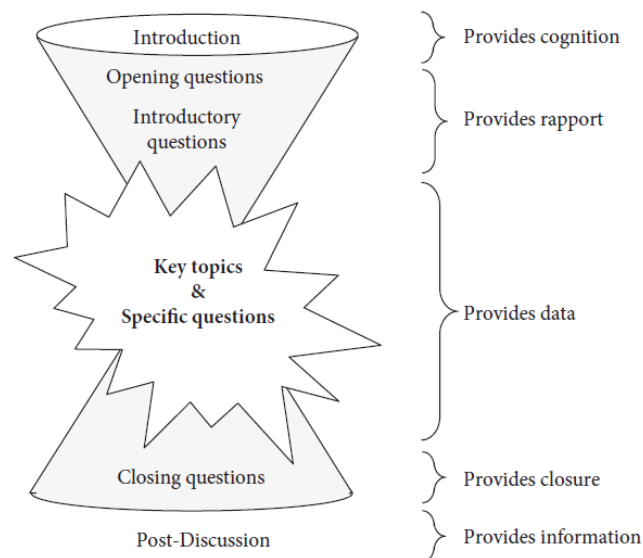 Introduction
Provides cognition
Opening questions
Introductory
questions
Provides rapport
Key topics
&
Specific questions
Provides data
Closing questions
Provides closure
Post-Discussion
Provides information